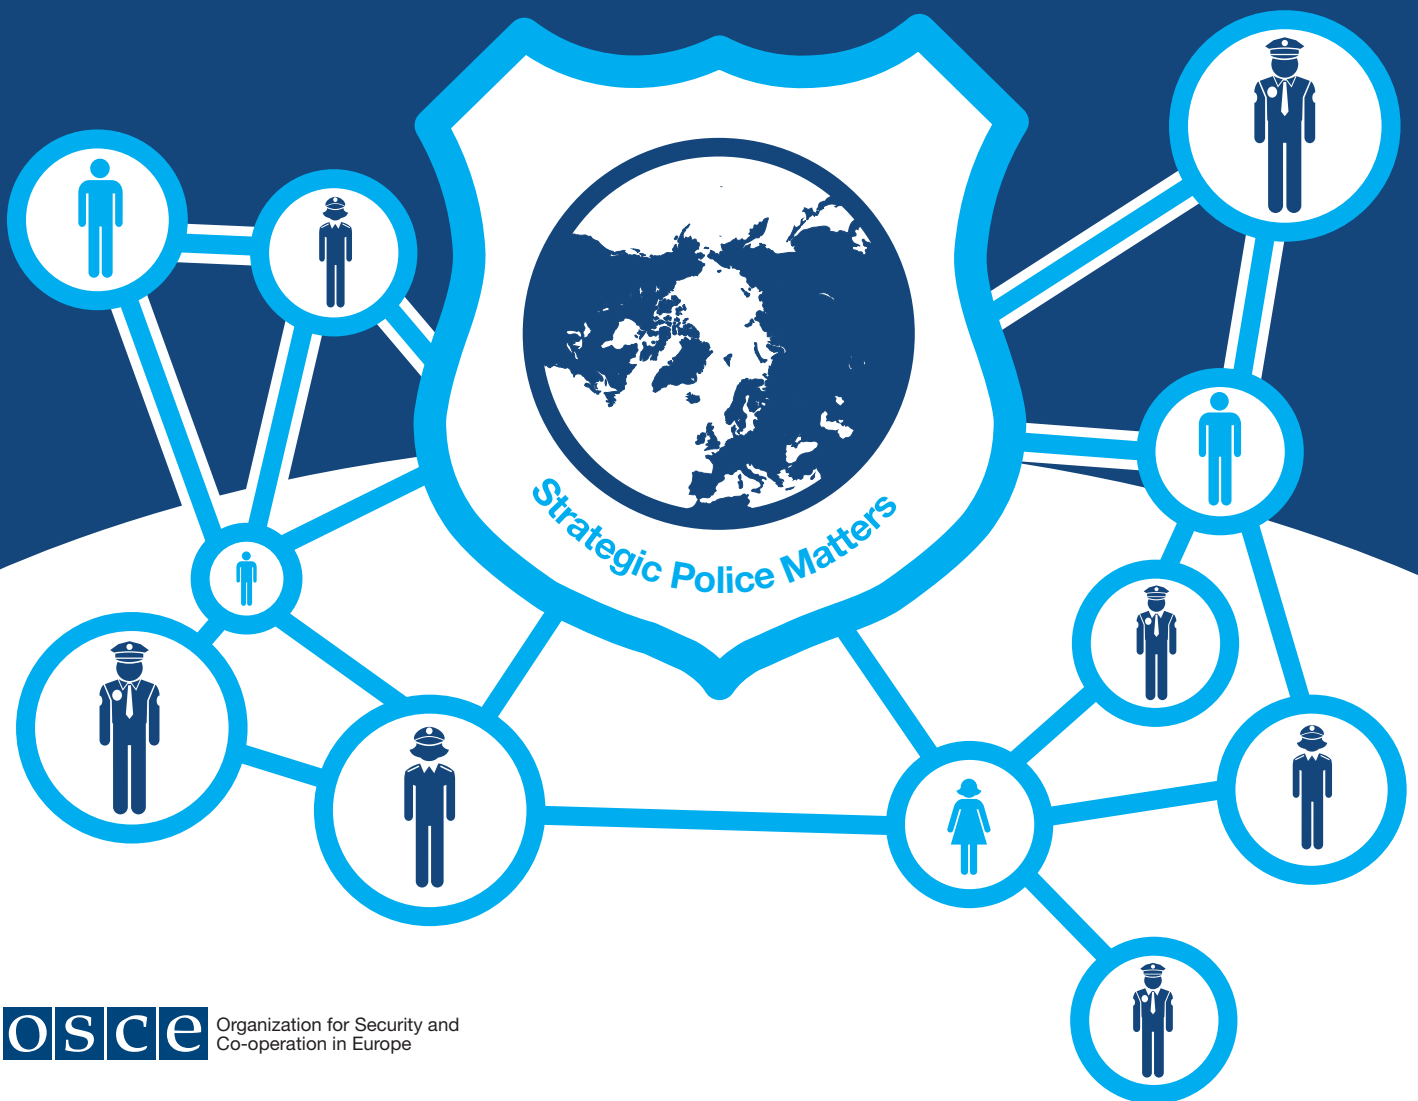 Strategic Police Matters
osce
Organization for Security and
Co-operation in Europe